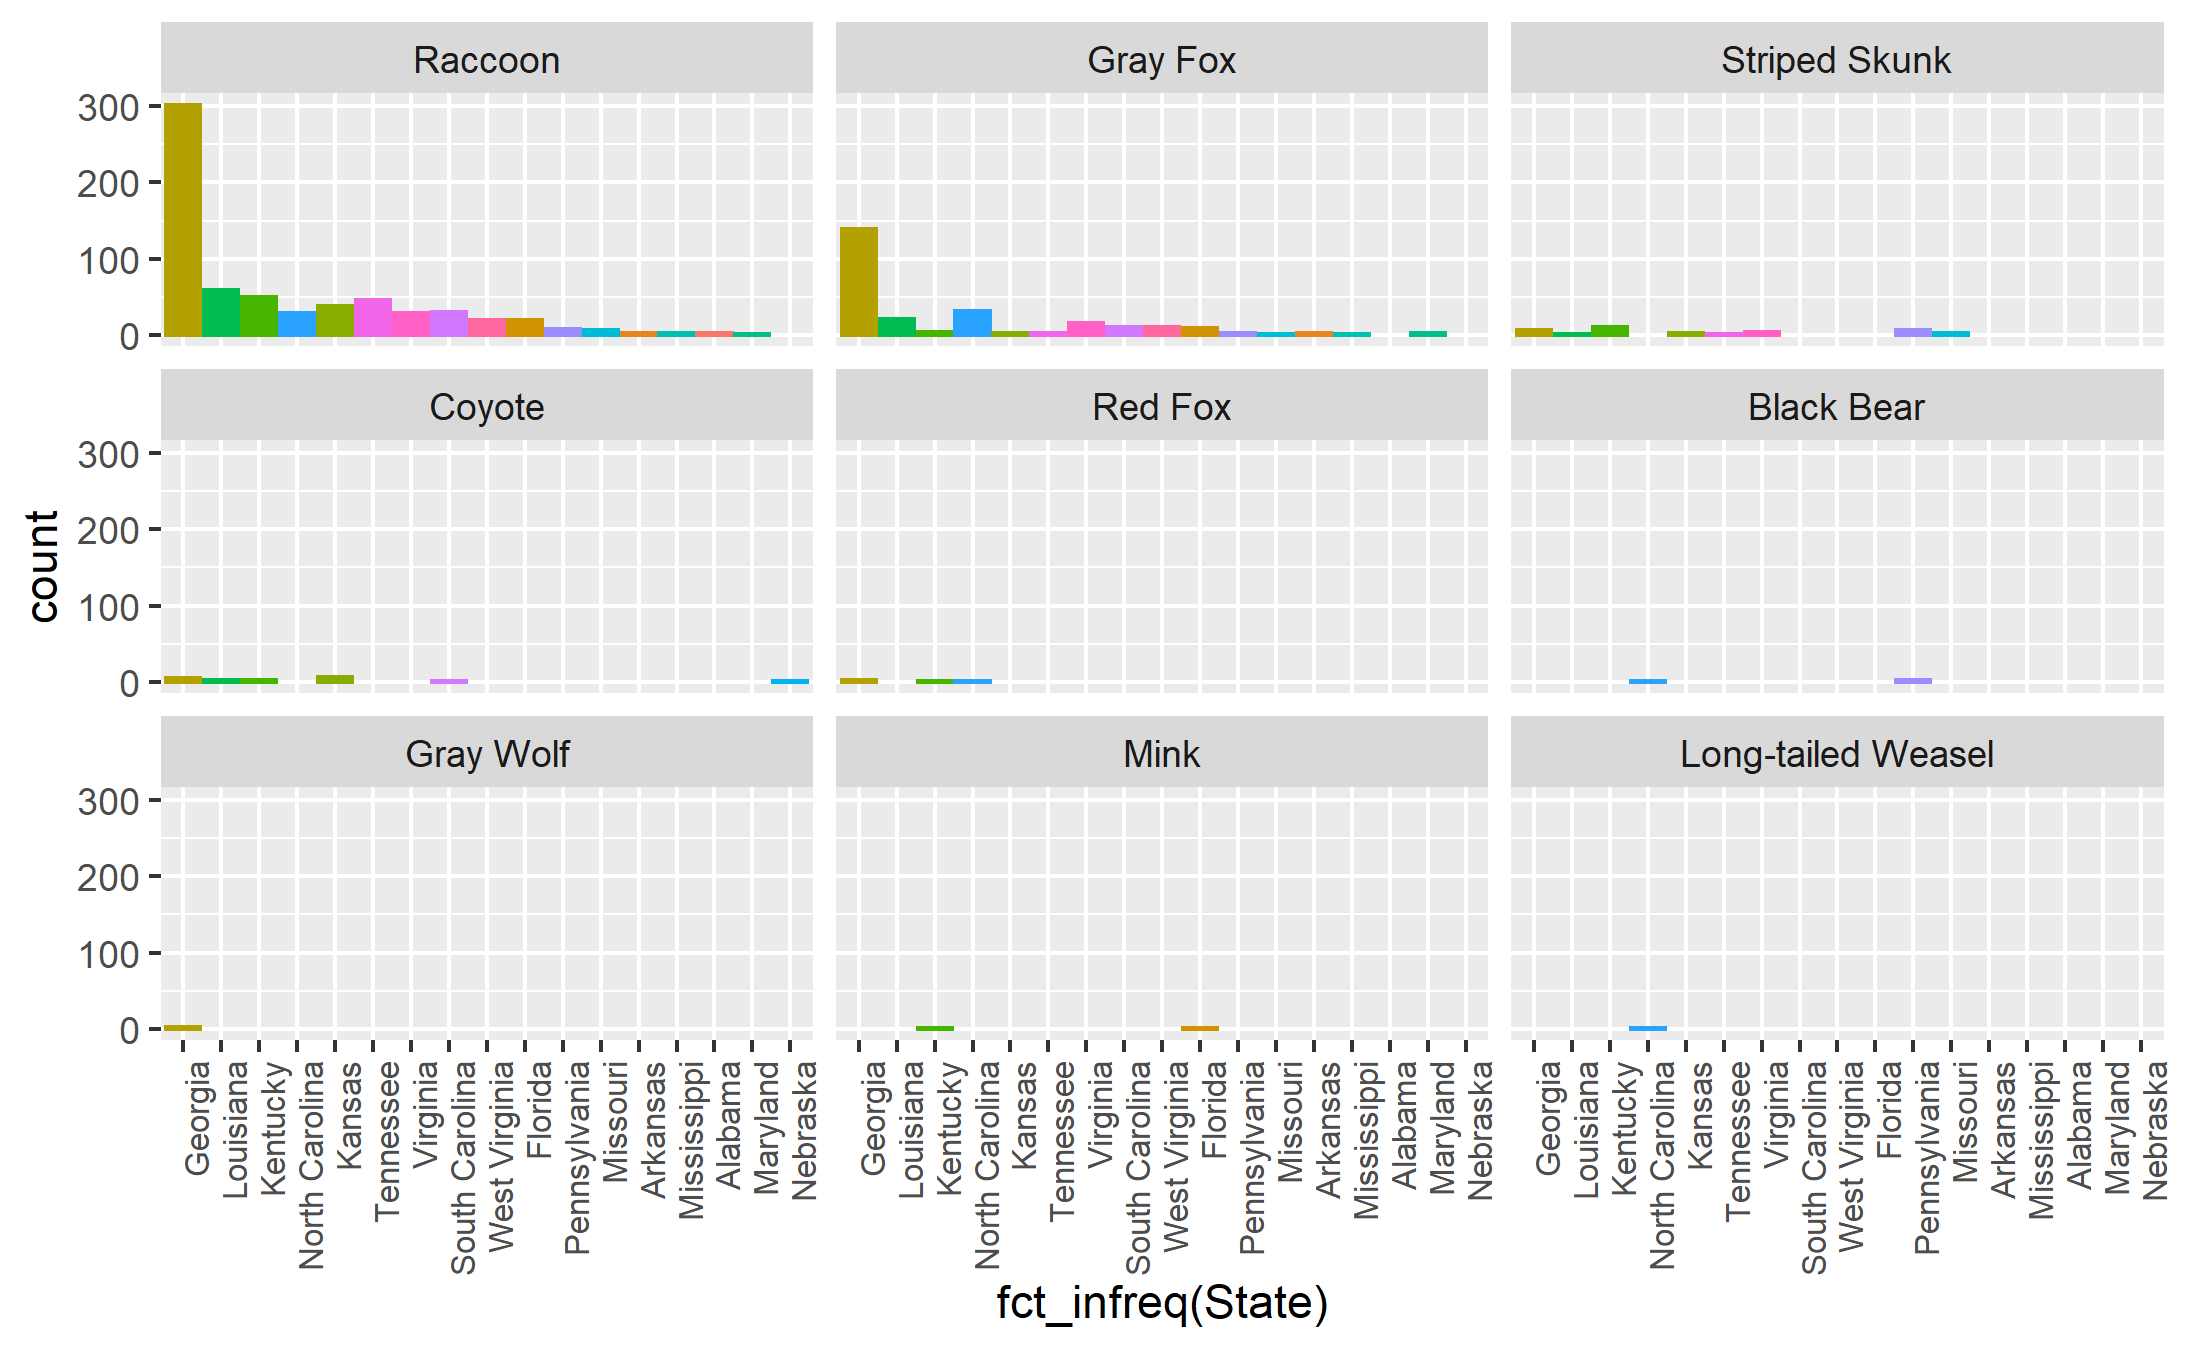 Raccoon
Gray Fox
Striped Skunk
300
200
100
0
Coyote
Red Fox
Black Bear
300
200
100
0
count
Gray Wolf
Mink
Long-tailed Weasel
300
200
100
0
Georgia
Louisiana
Kentucky
North Carolina
Kansas
Tennessee
Virginia
South Carolina
West Virginia
Florida
Pennsylvania
Missouri
Arkansas
Mississippi
Alabama
Maryland
Nebraska
Georgia
Louisiana
Kentucky
North Carolina
Kansas
Tennessee
Virginia
South Carolina
West Virginia
Florida
Pennsylvania
Missouri
Arkansas
Mississippi
Alabama
Maryland
Nebraska
Georgia
Louisiana
Kentucky
North Carolina
Kansas
Tennessee
Virginia
South Carolina
West Virginia
Florida
Pennsylvania
Missouri
Arkansas
Mississippi
Alabama
Maryland
Nebraska
fct_infreq(State)